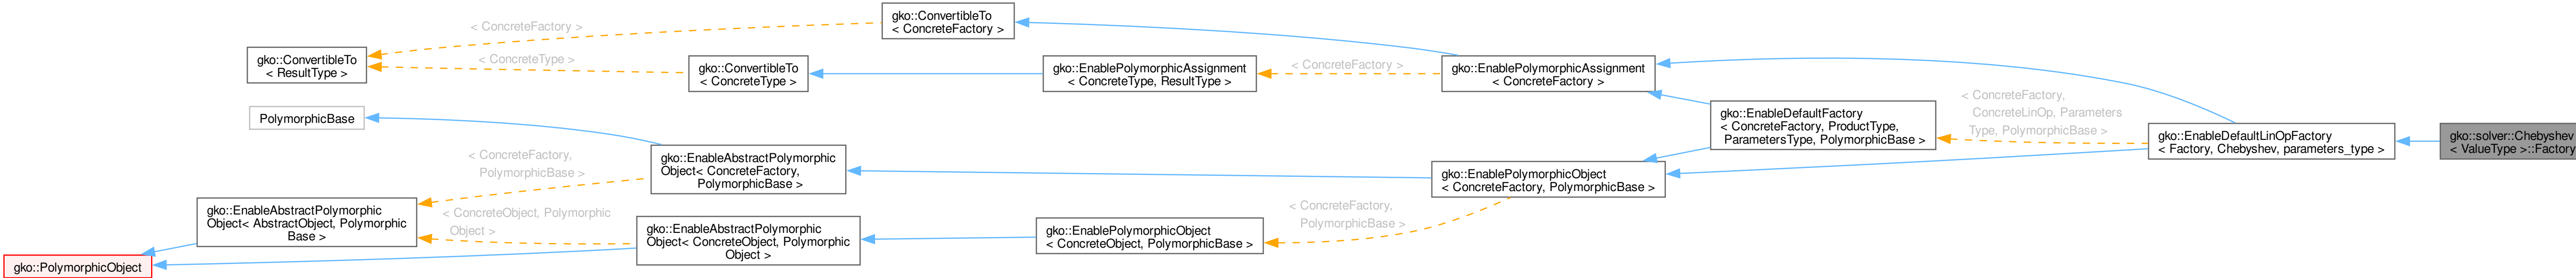 gko::ConvertibleTo
< ConcreteFactory >
< ConcreteFactory >
gko::ConvertibleTo
< ResultType >
< ConcreteType >
gko::ConvertibleTo
< ConcreteType >
gko::EnablePolymorphicAssignment
< ConcreteType, ResultType >
< ConcreteFactory >
gko::EnablePolymorphicAssignment
< ConcreteFactory >
PolymorphicBase
gko::EnableDefaultFactory
< ConcreteFactory, ProductType,
ParametersType, PolymorphicBase >
< ConcreteFactory,
ConcreteLinOp, Parameters
Type, PolymorphicBase >
gko::EnableDefaultLinOpFactory
< Factory, Chebyshev, parameters_type >
gko::solver::Chebyshev
< ValueType >::Factory
< ConcreteFactory,
PolymorphicBase >
gko::EnableAbstractPolymorphic
Object< ConcreteFactory,
PolymorphicBase >
gko::EnablePolymorphicObject
< ConcreteFactory, PolymorphicBase >
gko::EnableAbstractPolymorphic
Object< AbstractObject, Polymorphic
Base >
< ConcreteObject, Polymorphic
Object >
gko::EnableAbstractPolymorphic
Object< ConcreteObject, Polymorphic
Object >
gko::EnablePolymorphicObject
< ConcreteObject, PolymorphicBase >
< ConcreteFactory,
PolymorphicBase >
gko::PolymorphicObject